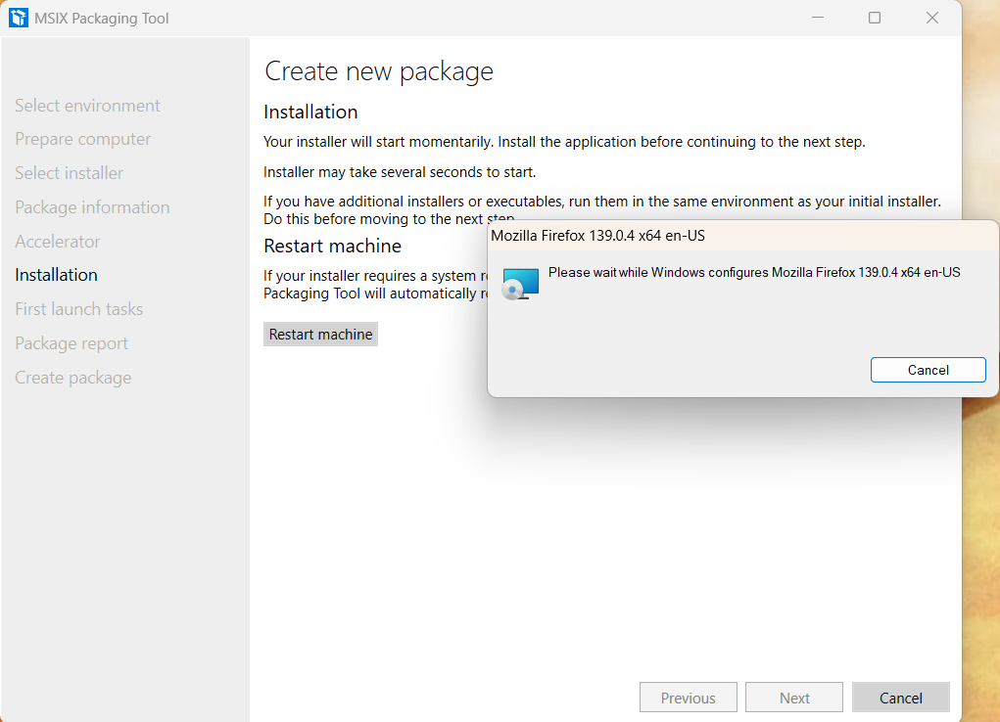 MSIX Packaging Tool
Create new package
Select environment
Prepare computer
Select installer
Package information
Accelerator
Installation
First launch tasks
Package report
Create package
Installation
Your installer will start momentarily. Install the application before continuing to the next step.
Installer may take several seconds to start.
If you have additional installers or executables, run them in the same environment as your initial installer.
Do this before moving to the next step.
Restart machine
If your installer requires a system
Packaging Tool will automatically
Restart machine
Mozilla Firefox 139.0.4 x64 en-US
Please wait while Windows configures Mozilla Firefox 139.0.4 x64 en-US
Cancel
Previous
Next
Cancel